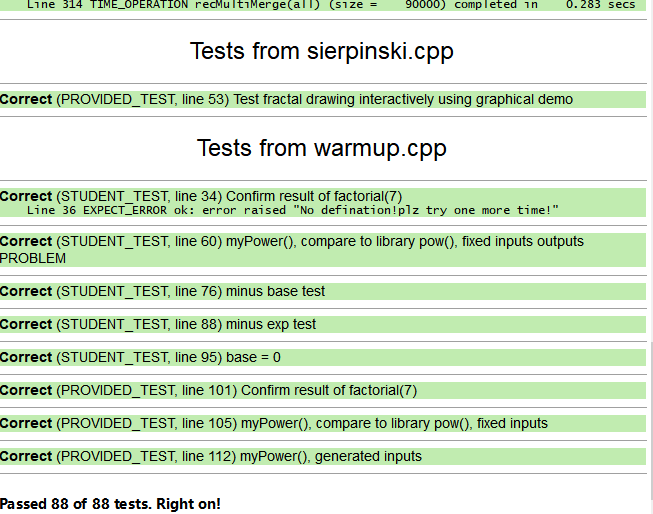 Line 314 TIME_OPERATION recMultiMerge(all) (size =    90000) completed in    0.283 secs
Tests from sierpinski.cpp
Correct (PROVIDED_TEST, line 53) Test fractal drawing interactively using graphical demo
Tests from warmup.cpp
Correct (STUDENT_TEST, line 34) Confirm result of factorial(7)
Line 36 EXPECT_ERROR ok: error raised "No defination!plz try one more time!"
Correct (STUDENT_TEST, line 60) myPower(), compare to library pow(), fixed inputs outputs
PROBLEM
Correct (STUDENT_TEST, line 76) minus base test
Correct (STUDENT_TEST, line 88) minus exp test
Correct (STUDENT_TEST, line 95) base = 0
Correct (PROVIDED_TEST, line 101) Confirm result of factorial(7)
Correct (PROVIDED_TEST, line 105) myPower(), compare to library pow(), fixed inputs
Correct (PROVIDED_TEST, line 112) myPower(), generated inputs
Passed 88 of 88 tests. Right on!